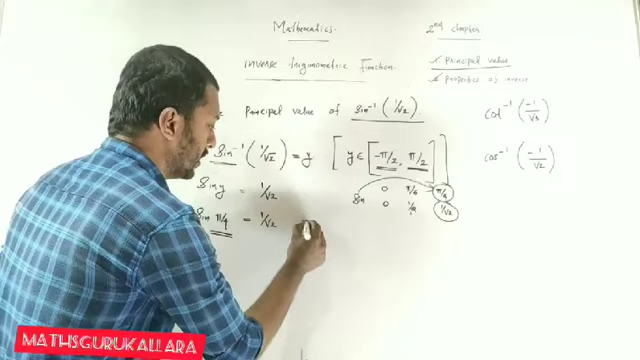 Mathematics.
2nd chapter
inverse trigonometric Function.
✓ Principal value
Properties of inverse
principal value of sin⁻¹ (1/√2)
cot⁻¹ (-1/√3)
Sin⁻¹ (1/√2) = y [ y ∈ [-π/2, π/2] ]
cos⁻¹ (-1/√2)
Sin y = 1/√2
0 π/6 π/4
Sin 0 1/2 1/√2
Sin π/4 = 1/√2
MATHSGURUKALLARA